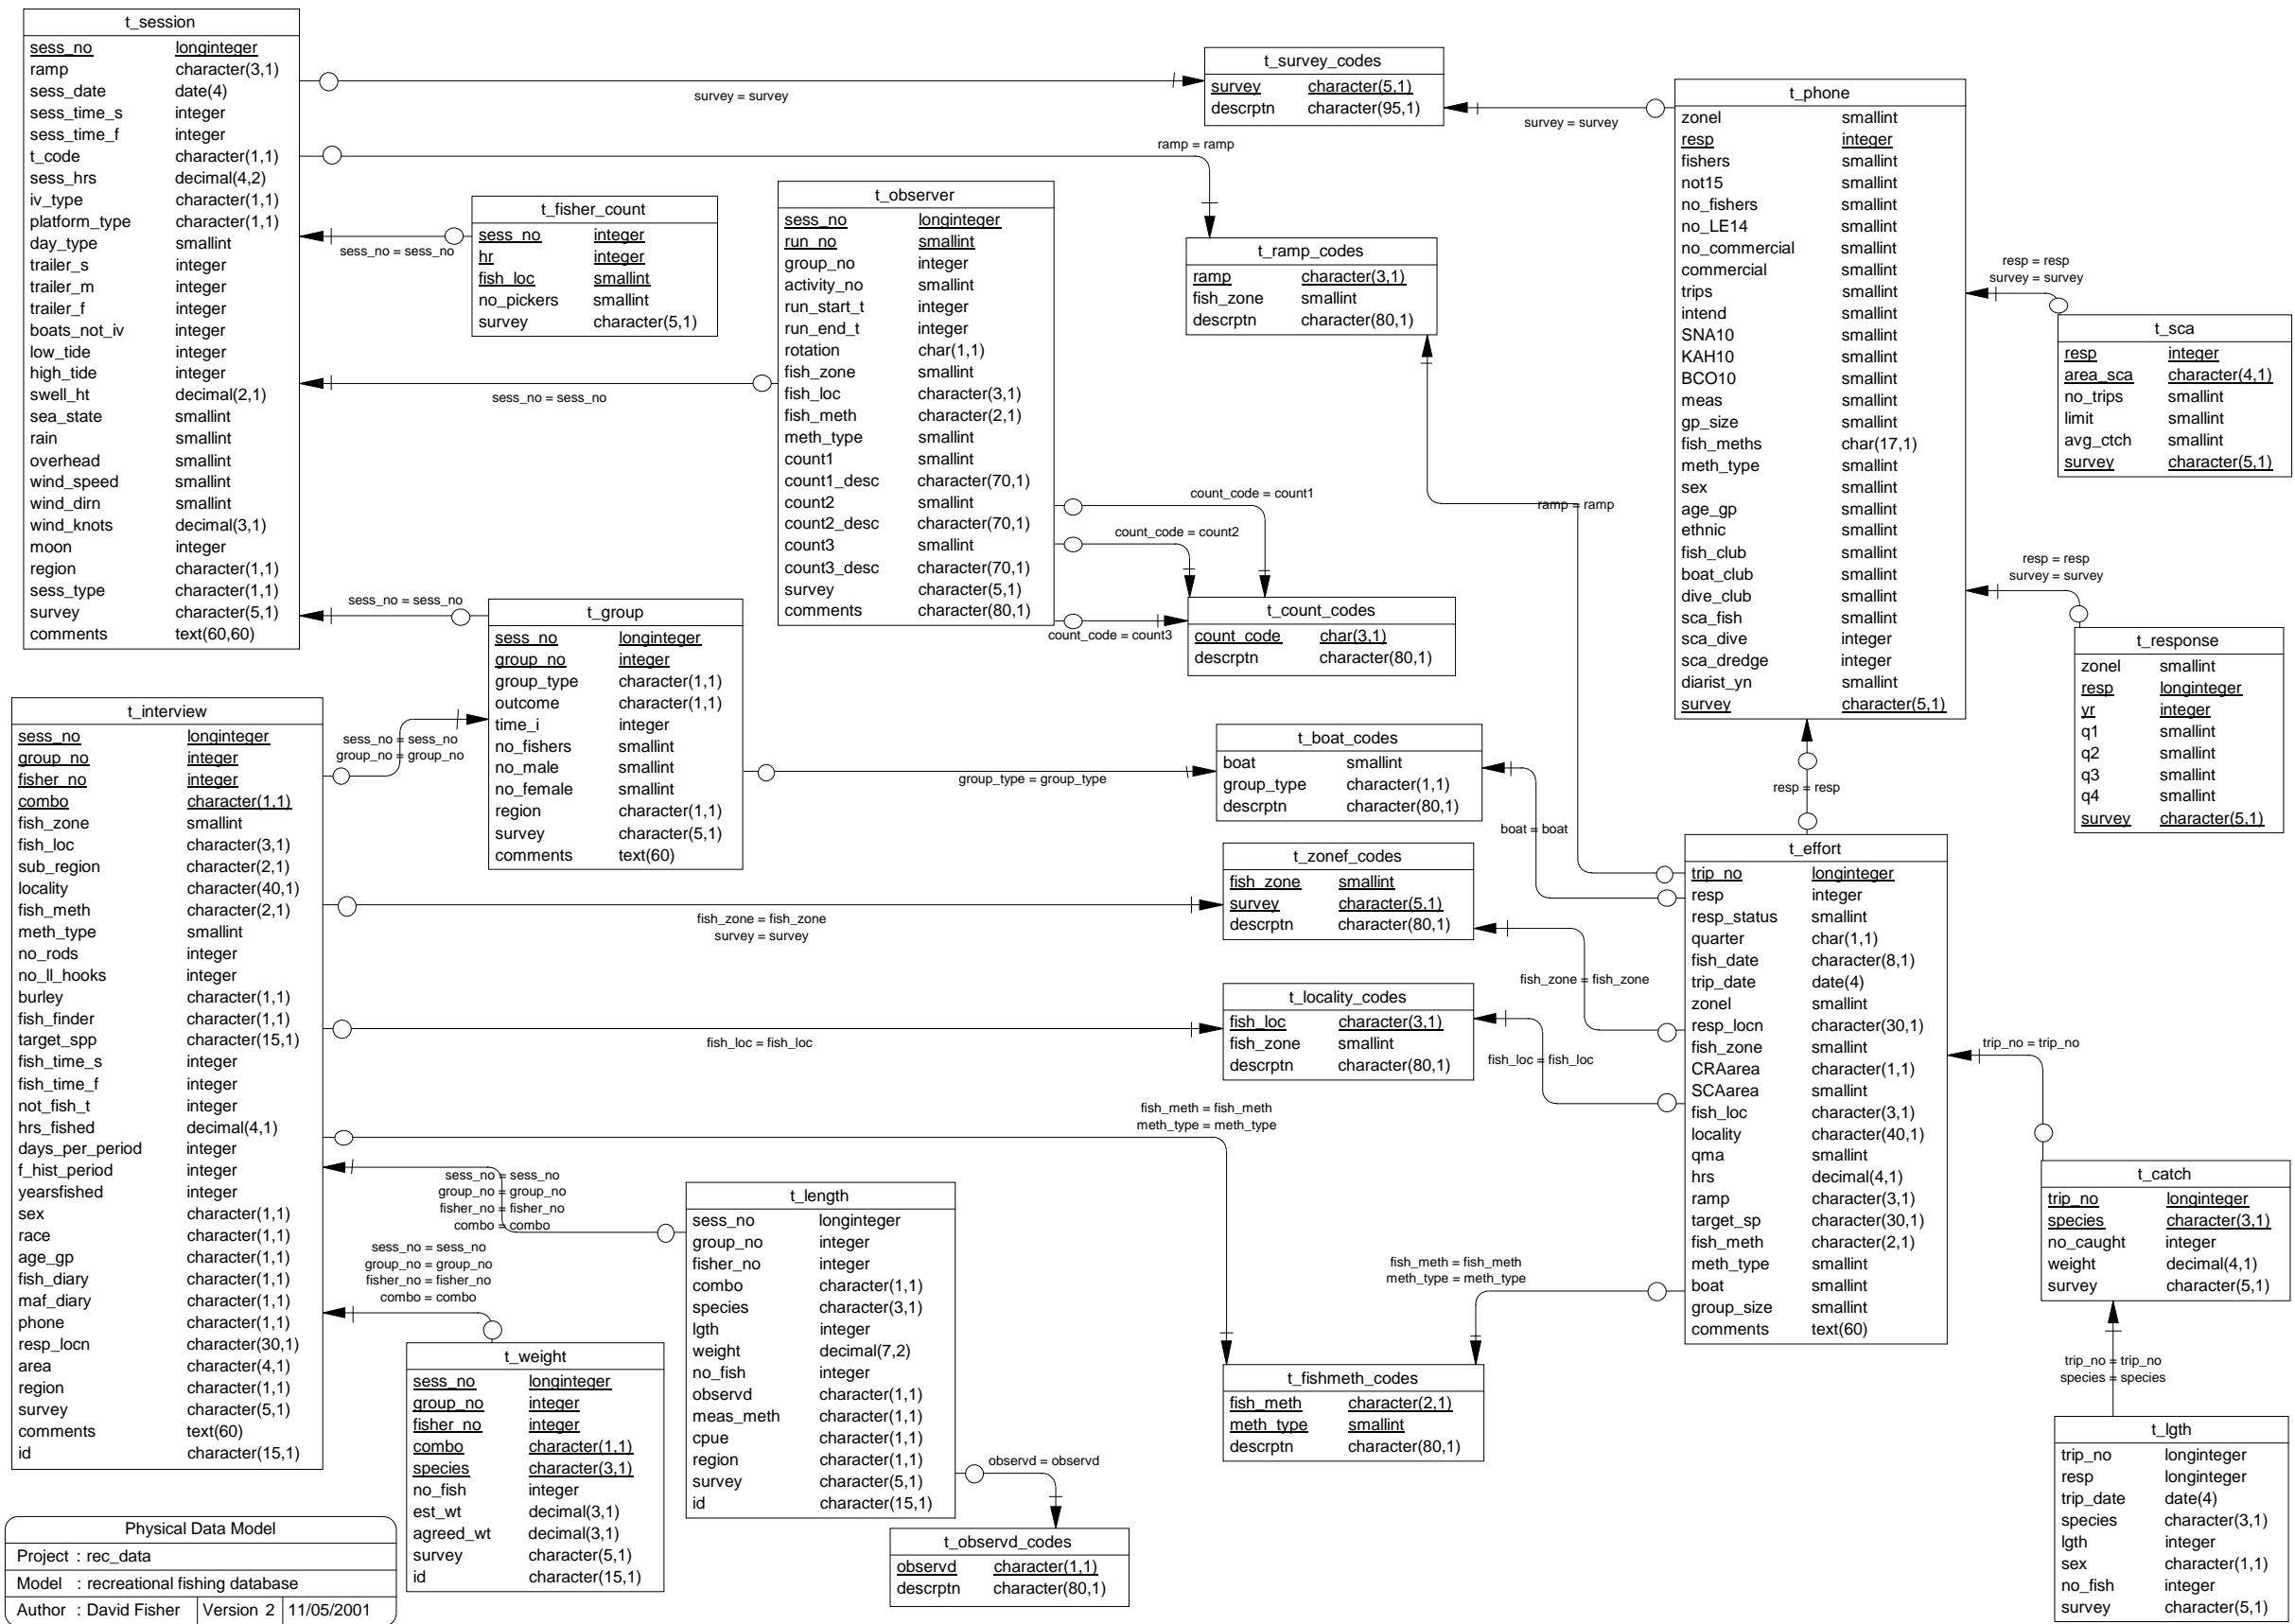 t_session
sess_no longinteger
ramp character(3,1)
sess_date date(4)
sess_time_s integer
sess_time_f integer
t_code character(1,1)
sess_hrs decimal(4,2)
iv_type character(1,1)
platform_type character(1,1)
day_type smallint
trailer_s integer
trailer_m integer
trailer_f integer
boats_not_iv integer
low_tide integer
high_tide integer
swell_ht decimal(2,1)
sea_state smallint
rain smallint
overhead smallint
wind_speed smallint
wind_dirn smallint
wind_knots decimal(3,1)
moon integer
region character(1,1)
sess_type character(1,1)
survey character(5,1)
comments text(60,60)
survey = survey
t_survey_codes
survey character(5,1)
descrptn character(95,1)
survey = survey
ramp = ramp
t_fisher_count
sess_no integer
hr integer
fish_loc smallint
no_pickers smallint
survey character(5,1)
sess_no = sess_no
t_observer
sess_no longinteger
run_no smallint
group_no integer
activity_no smallint
run_start_t integer
run_end_t integer
rotation char(1,1)
fish_zone smallint
fish_loc character(3,1)
fish_meth character(2,1)
meth_type smallint
count1 smallint
count1_desc character(70,1)
count2 smallint
count2_desc character(70,1)
count3 smallint
count3_desc character(70,1)
survey character(5,1)
comments character(80,1)
sess_no = sess_no
t_ramp_codes
ramp character(3,1)
fish_zone smallint
descrptn character(80,1)
count_code = count1
count_code = count2
count_code = count3
t_count_codes
count_code char(3,1)
descrptn character(80,1)
ramp = ramp
t_phone
zonel smallint
resp integer
fishers smallint
not15 smallint
no_fishers smallint
no_LE14 smallint
no_commercial smallint
commercial smallint
trips smallint
intend smallint
SNA10 smallint
KAH10 smallint
BCO10 smallint
meas smallint
gp_size smallint
fish_meths char(17,1)
meth_type smallint
sex smallint
age_gp smallint
ethnic smallint
fish_club smallint
boat_club smallint
dive_club smallint
sca_fish smallint
sca_dive integer
sca_dredge integer
diarist_yn smallint
survey character(5,1)
resp = resp
survey = survey
t_sca
resp integer
area_sca character(4,1)
no_trips smallint
limit smallint
avg_ctch smallint
survey character(5,1)
resp = resp
survey = survey
t_response
zonel smallint
resp longinteger
yr integer
q1 smallint
q2 smallint
q3 smallint
q4 smallint
survey character(5,1)
sess_no = sess_no
t_group
sess_no longinteger
group_no integer
group_type character(1,1)
outcome character(1,1)
time_i integer
no_fishers smallint
no_male smallint
no_female smallint
region character(1,1)
survey character(5,1)
comments text(60)
sess_no = sess_no
group_no = group_no
group_type = group_type
t_boat_codes
boat smallint
group_type character(1,1)
descrptn character(80,1)
boat = boat
resp = resp
t_interview
sess_no longinteger
group_no integer
fisher_no integer
combo character(1,1)
fish_zone smallint
fish_loc character(3,1)
sub_region character(2,1)
locality character(40,1)
fish_meth character(2,1)
meth_type smallint
no_rods integer
no_ll_hooks integer
burley character(1,1)
fish_finder character(1,1)
target_spp character(15,1)
fish_time_s integer
fish_time_f integer
not_fish_t integer
hrs_fished decimal(4,1)
days_per_period integer
f_hist_period integer
yearsfished integer
sex character(1,1)
race character(1,1)
age_gp character(1,1)
fish_diary character(1,1)
maf_diary character(1,1)
phone character(1,1)
resp_locn character(30,1)
area character(4,1)
region character(1,1)
survey character(5,1)
comments text(60)
id character(15,1)
fish_zone = fish_zone
survey = survey
t_zonef_codes
fish_zone smallint
survey character(5,1)
descrptn character(80,1)
fish_zone = fish_zone
fish_loc = fish_loc
t_locality_codes
fish_loc character(3,1)
fish_zone smallint
descrptn character(80,1)
fish_loc = fish_loc
t_effort
trip_no longinteger
resp integer
resp_status smallint
quarter char(1,1)
fish_date character(8,1)
trip_date date(4)
zonel smallint
resp_locn character(30,1)
fish_zone smallint
CRAarea character(1,1)
SCAarea smallint
fish_loc character(3,1)
locality character(40,1)
qma smallint
hrs decimal(4,1)
ramp character(3,1)
target_sp character(30,1)
fish_meth character(2,1)
meth_type smallint
boat smallint
group_size smallint
comments text(60)
trip_no = trip_no
t_catch
trip_no longinteger
species character(3,1)
no_caught integer
weight decimal(4,1)
survey character(5,1)
trip_no = trip_no
species = species
t_lgth
trip_no longinteger
resp longinteger
trip_date date(4)
species character(3,1)
lgth integer
sex character(1,1)
no_fish integer
survey character(5,1)
fish_meth = fish_meth
meth_type = meth_type
fish_meth = fish_meth
meth_type = meth_type
t_fishmeth_codes
fish_meth character(2,1)
meth_type smallint
descrptn character(80,1)
sess_no = sess_no
group_no = group_no
fisher_no = fisher_no
combo = combo
t_length
sess_no longinteger
group_no integer
fisher_no integer
combo character(1,1)
species character(3,1)
lgth integer
weight decimal(7,2)
no_fish integer
observd character(1,1)
meas_meth character(1,1)
cpue character(1,1)
region character(1,1)
survey character(5,1)
id character(15,1)
sess_no = sess_no
group_no = group_no
fisher_no = fisher_no
combo = combo
t_weight
sess_no longinteger
group_no integer
fisher_no integer
combo character(1,1)
species character(3,1)
no_fish integer
est_wt decimal(3,1)
agreed_wt decimal(3,1)
survey character(5,1)
id character(15,1)
observd = observd
t_observd_codes
observd character(1,1)
descrptn character(80,1)
Physical Data Model
Project : rec_data
Model : recreational fishing database
Author : David Fisher Version 2 11/05/2001